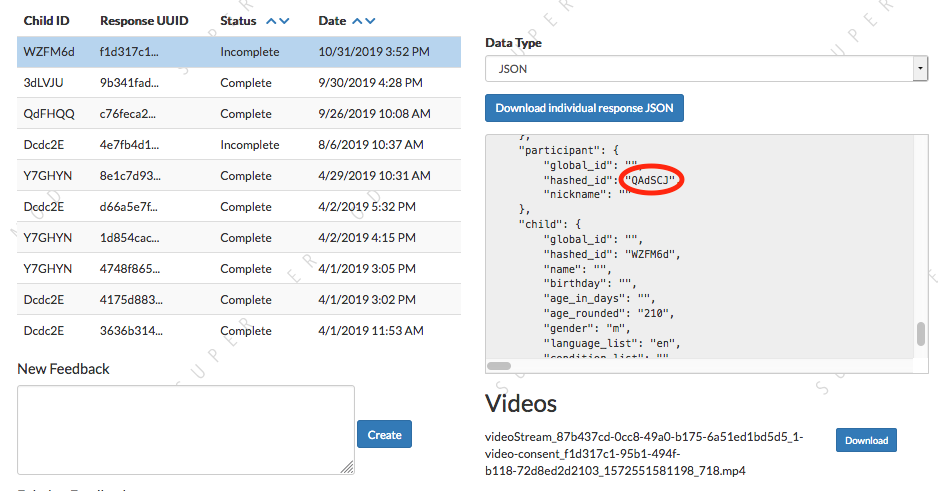 Child ID Response UUID Status Date
WZFM6d f1d317c1... Incomplete 10/31/2019 3:52 PM
3dLVJU 9b341fad... Complete 9/30/2019 4:28 PM
QdFHQQ c76feca2... Complete 9/26/2019 10:08 AM
Dcdc2E 4e7fb4d1... Incomplete 8/6/2019 10:37 AM
Y7GHYN 8e1c7d93... Complete 4/29/2019 10:31 AM
Dcdc2E d66a5e7f... Complete 4/2/2019 5:32 PM
Y7GHYN 1d854cac... Complete 4/2/2019 4:15 PM
Y7GHYN 4748f865... Complete 4/1/2019 3:05 PM
Dcdc2E 4175d883... Complete 4/1/2019 3:02 PM
Dcdc2E 3636b314... Complete 4/1/2019 11:53 AM
New Feedback
Create
Data Type
JSON
Download individual response JSON
},
"participant": {
"global_id": "",
"hashed_id": "QAdSCJ"
"nickname": ""
},
"child": {
"global_id": "",
"hashed_id": "WZFM6d",
"name": "",
"birthday": "",
"age_in_days": "",
"age_rounded": "210",
"gender": "m",
"language_list": "en",
"condition_list": ""
Videos
videoStream_87b437cd-0cc8-49a0-b175-6a51ed1bd5d5_1-
video-consent_f1d317c1-95b1-494f-
b118-72d8ed2d2103_1572551581198_718.mp4
Download
SUPER